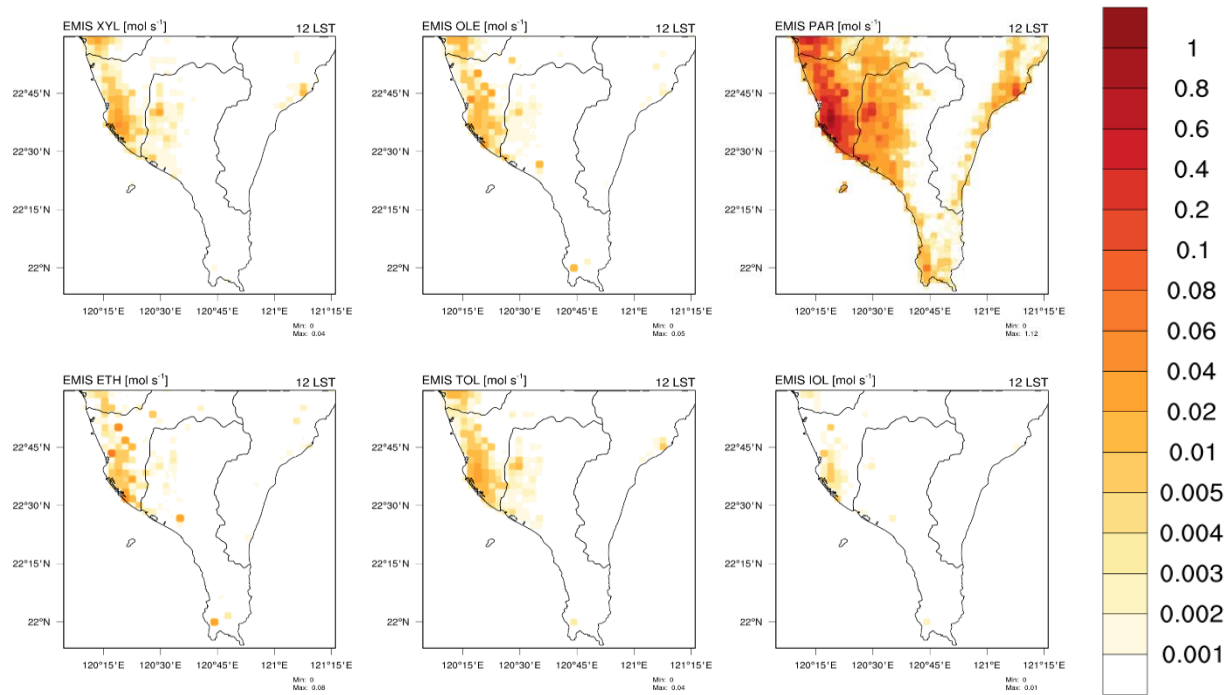 EMIS XYL [mol s⁻¹] 12 LST
22°45'N
22°30'N
22°15'N
22°N
120°15'E 120°30'E 120°45'E 121°E 121°15'E
Min: 0
Max: 0.04
EMIS OLE [mol s⁻¹] 12 LST
22°45'N
22°30'N
22°15'N
22°N
120°15'E 120°30'E 120°45'E 121°E 121°15'E
Min: 0
Max: 0.05
EMIS PAR [mol s⁻¹] 12 LST
22°45'N
22°30'N
22°15'N
22°N
120°15'E 120°30'E 120°45'E 121°E 121°15'E
Min: 0
Max: 1.12
EMIS ETH [mol s⁻¹] 12 LST
22°45'N
22°30'N
22°15'N
22°N
120°15'E 120°30'E 120°45'E 121°E 121°15'E
Min: 0
Max: 0.08
EMIS TOL [mol s⁻¹] 12 LST
22°45'N
22°30'N
22°15'N
22°N
120°15'E 120°30'E 120°45'E 121°E 121°15'E
Min: 0
Max: 0.04
EMIS IOL [mol s⁻¹] 12 LST
22°45'N
22°30'N
22°15'N
22°N
120°15'E 120°30'E 120°45'E 121°E 121°15'E
Min: 0
Max: 0.01
1
0.8
0.6
0.4
0.2
0.1
0.08
0.06
0.04
0.02
0.01
0.005
0.004
0.003
0.002
0.001